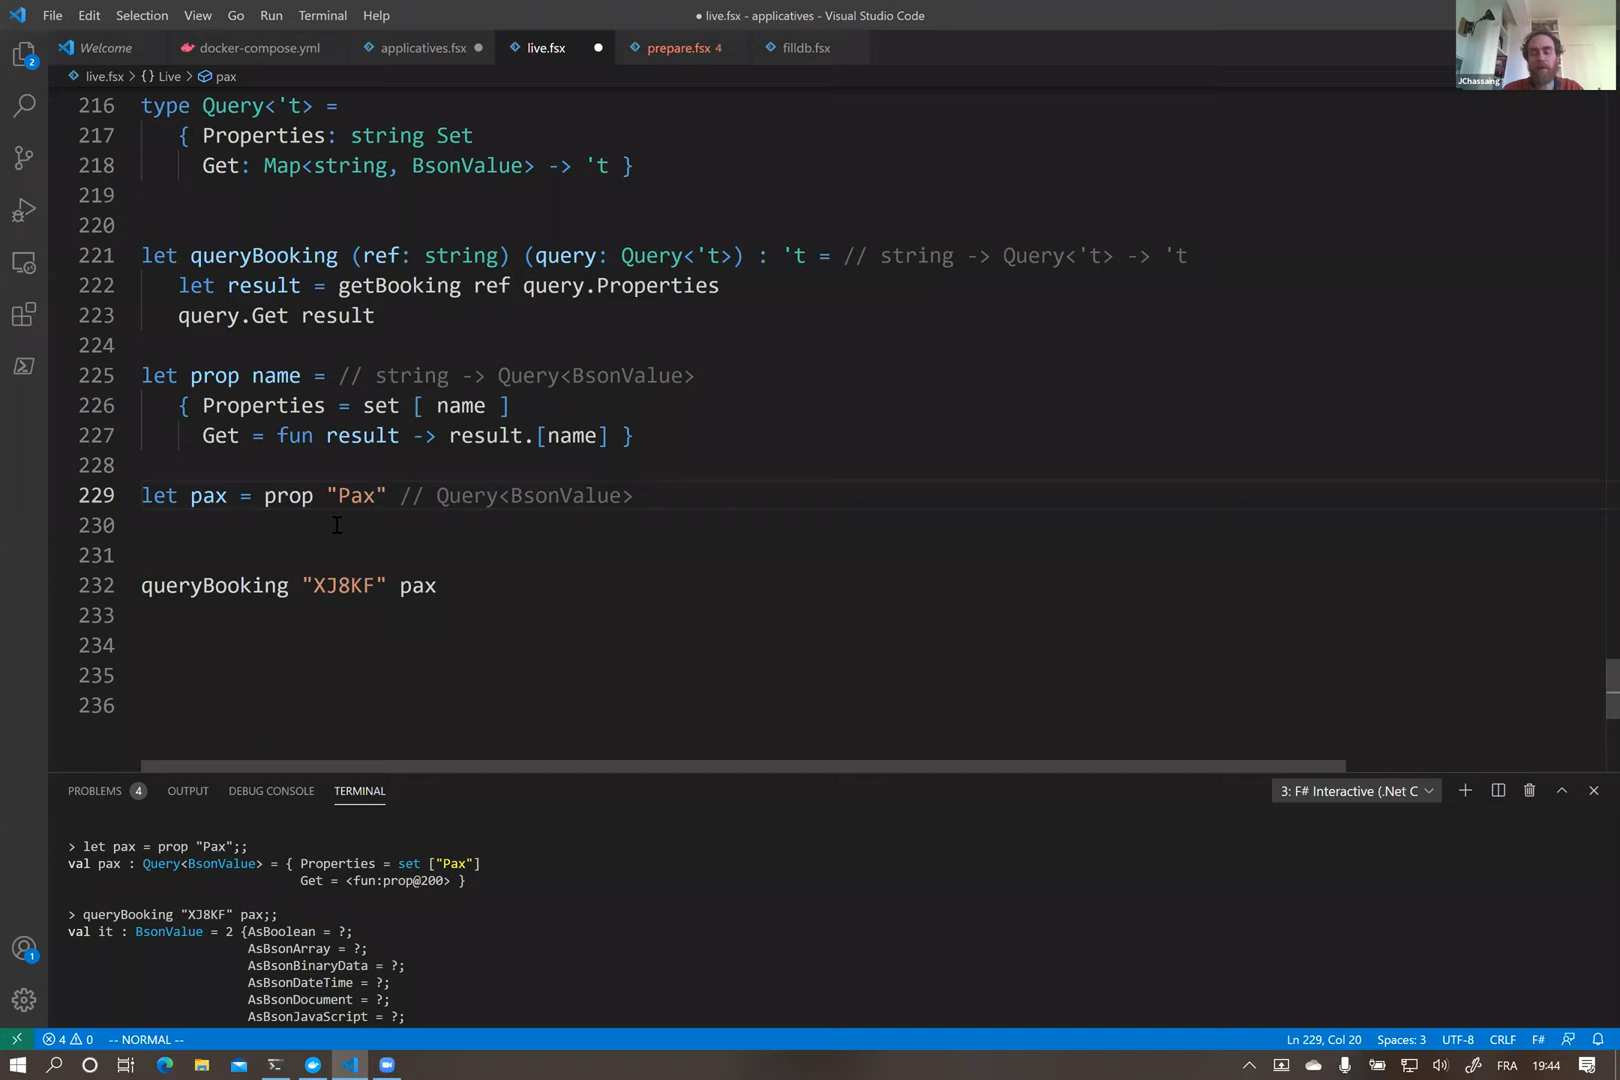 File Edit Selection View Go Run Terminal Help
● live.fsx - applicatives - Visual Studio Code
JChassaing
Welcome docker-compose.yml applicatives.fsx live.fsx prepare.fsx 4 filldb.fsx
live.fsx > {} Live > pax
216 type Query<'t> =
217 { Properties: string Set
218 Get: Map<string, BsonValue> -> 't }
219
220
221 let queryBooking (ref: string) (query: Query<'t>) : 't = // string -> Query<'t> -> 't
222 let result = getBooking ref query.Properties
223 query.Get result
224
225 let prop name = // string -> Query<BsonValue>
226 { Properties = set [ name ]
227 Get = fun result -> result.[name] }
228
229 let pax = prop "Pax" // Query<BsonValue>
230
231
232 queryBooking "XJ8KF" pax
233
234
235
236
PROBLEMS 4 OUTPUT DEBUG CONSOLE TERMINAL 3: F# Interactive (.Net C
> let pax = prop "Pax";;
val pax : Query<BsonValue> = { Properties = set ["Pax"]
Get = <fun:prop@200> }
> queryBooking "XJ8KF" pax;;
val it : BsonValue = 2 {AsBoolean = ?;
AsBsonArray = ?;
AsBsonBinaryData = ?;
AsBsonDateTime = ?;
AsBsonDocument = ?;
AsBsonJavaScript = ?;
2
1
4 0 -- NORMAL -- Ln 229, Col 20 Spaces: 3 UTF-8 CRLF F#
FRA 19:44